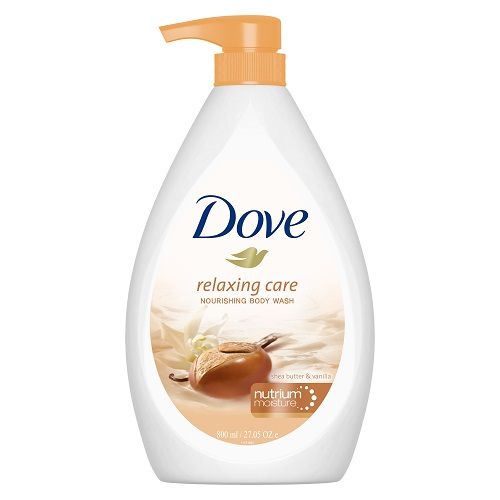 Dove
relaxing care
NOURISHING BODY WASH
shea butter & vanilla
nutrium
moisture
800 ml / 27.05 OZ e